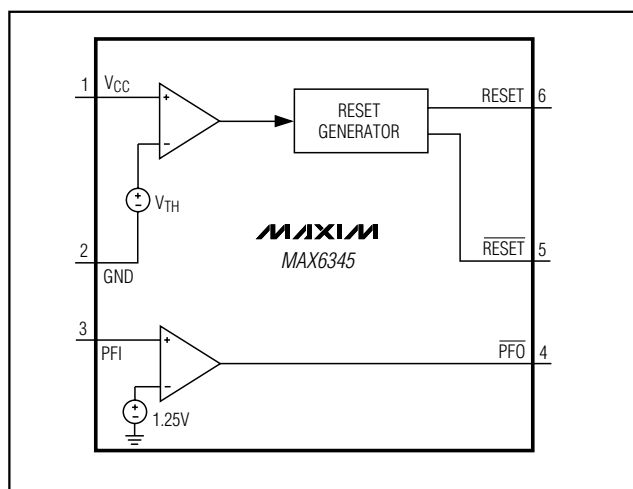 1 VCC
+
−
RESET 6
RESET
GENERATOR
+
−
VTH
MAXIM
MAX6345
RESET 5
2
GND
3
PFI
+
−
PFO 4
+
−
1.25V